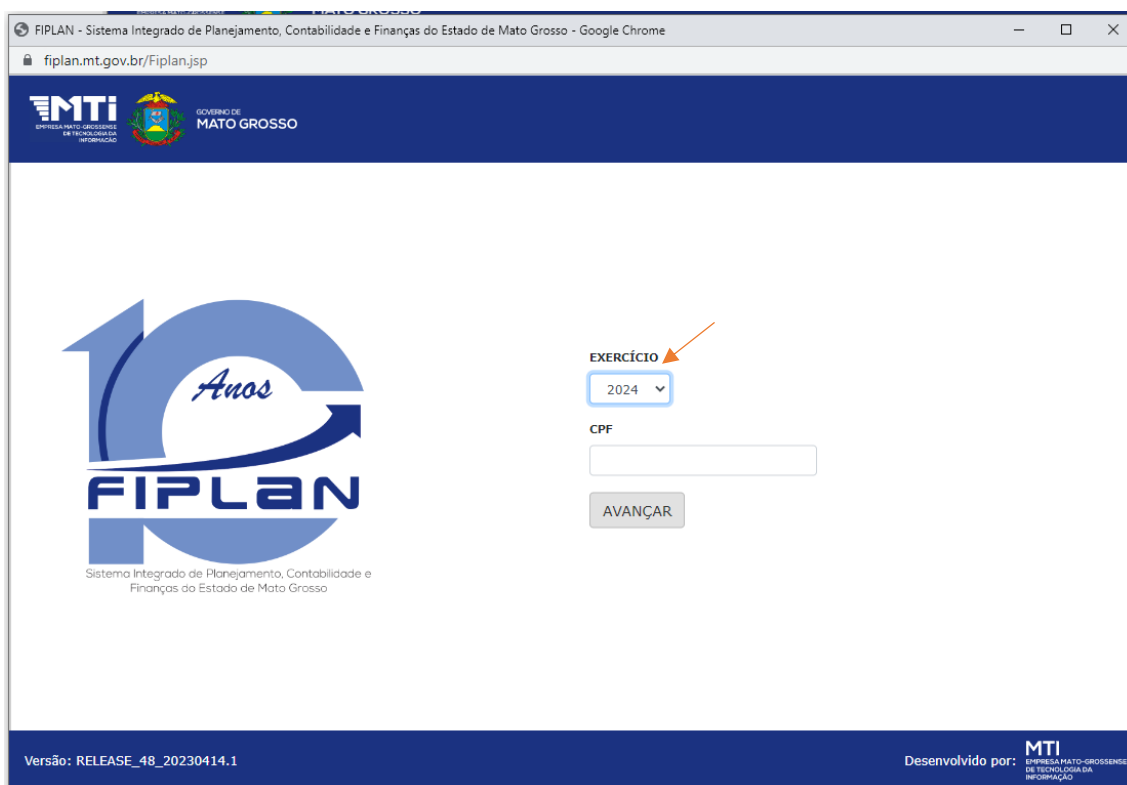 FIPLAN - Sistema Integrado de Planejamento, Contabilidade e Finanças do Estado de Mato Grosso - Google Chrome
fiplan.mt.gov.br/Fiplan.jsp
MTi
EMPRESA MATO-GROSSENSE
DE TECNOLOGIA DA
INFORMAÇÃO
GOVERNO DE
MATO GROSSO
10
Anos
FIPLAN
Sistema Integrado de Planejamento, Contabilidade e
Finanças do Estado de Mato Grosso
EXERCÍCIO
2024
CPF
AVANÇAR
Versão: RELEASE_48_20230414.1
Desenvolvido por:
MTI
EMPRESA MATO-GROSSENSE
DE TECNOLOGIA DA
INFORMAÇÃO